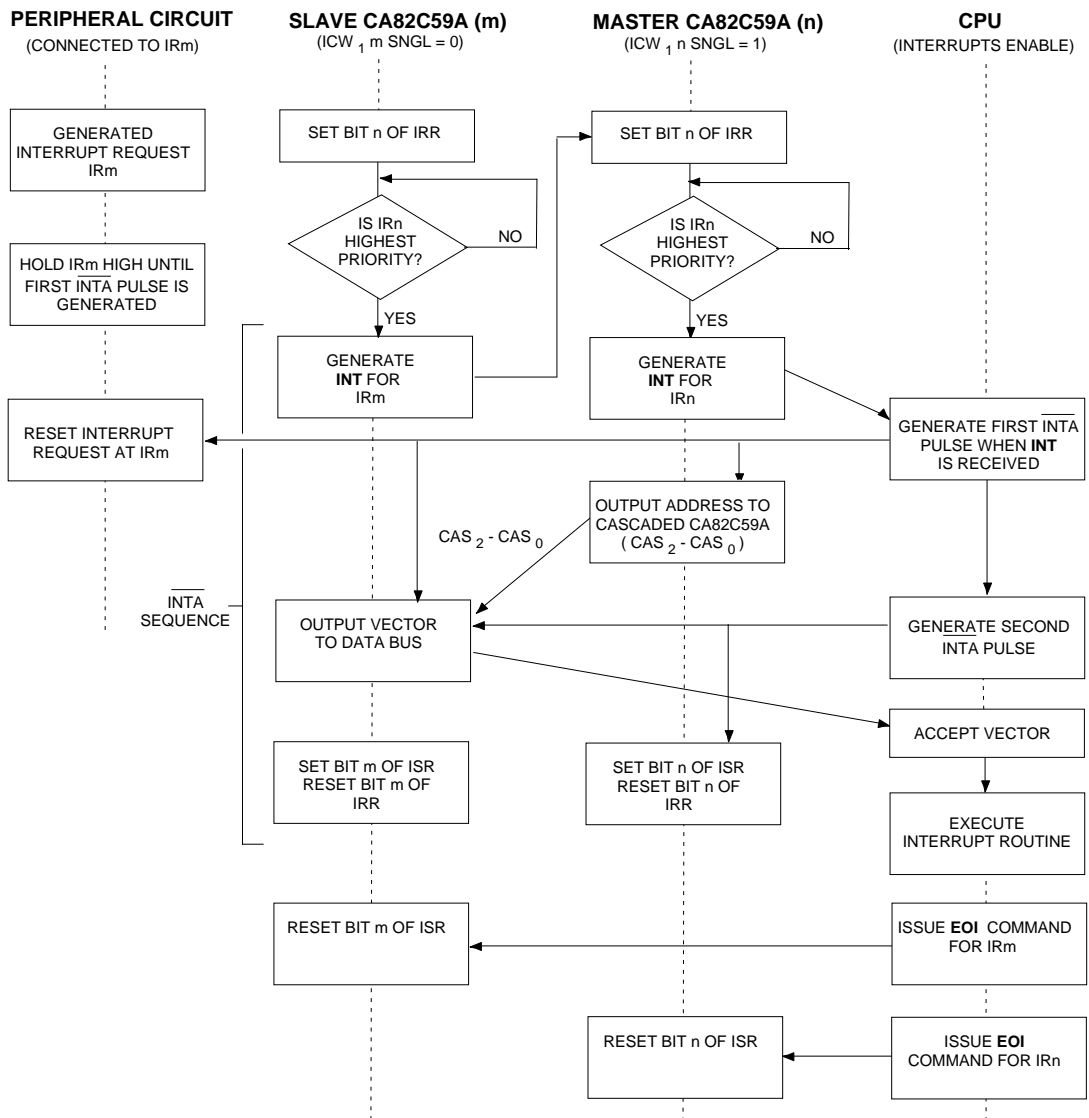 PERIPHERAL CIRCUIT
(CONNECTED TO IRm)
SLAVE CA82C59A (m)
(ICW 1 m SNGL = 0)
MASTER CA82C59A (n)
(ICW 1 n SNGL = 1)
CPU
(INTERRUPTS ENABLE)
GENERATED
INTERRUPT REQUEST
IRm
SET BIT n OF IRR
SET BIT n OF IRR
IS IRn
HIGHEST
PRIORITY?
NO
IS IRn
HIGHEST
PRIORITY?
NO
HOLD IRm HIGH UNTIL
FIRST INTA PULSE IS
GENERATED
YES
YES
GENERATE
INT FOR
IRm
GENERATE
INT FOR
IRn
RESET INTERRUPT
REQUEST AT IRm
GENERATE FIRST INTA
PULSE WHEN INT
IS RECEIVED
OUTPUT ADDRESS TO
CASCADED CA82C59A
( CAS 2 - CAS 0 )
CAS 2 - CAS 0
INTA
SEQUENCE
OUTPUT VECTOR
TO DATA BUS
GENERATE SECOND
INTA PULSE
ACCEPT VECTOR
SET BIT m OF ISR
RESET BIT m OF
IRR
SET BIT n OF ISR
RESET BIT n OF
IRR
EXECUTE
INTERRUPT ROUTINE
RESET BIT m OF ISR
ISSUE EOI COMMAND
FOR IRm
RESET BIT n OF ISR
ISSUE EOI
COMMAND FOR IRn